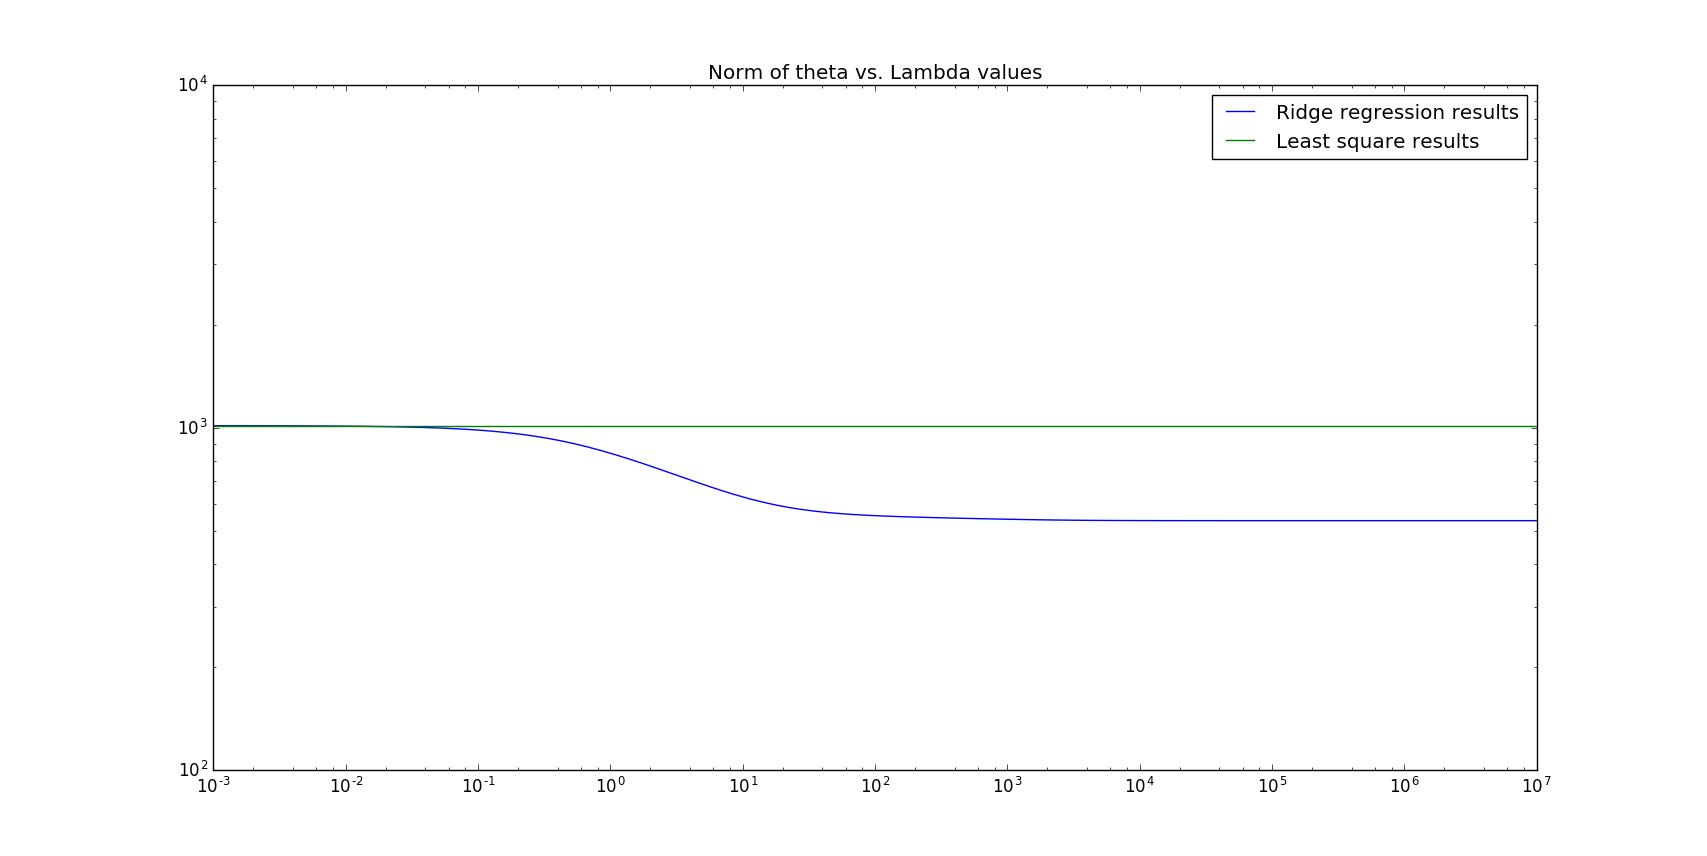 Norm of theta vs. Lambda values
10^4
Ridge regression results
Least square results
10^3
10^2
10^-3 10^-2 10^-1 10^0 10^1 10^2 10^3 10^4 10^5 10^6 10^7